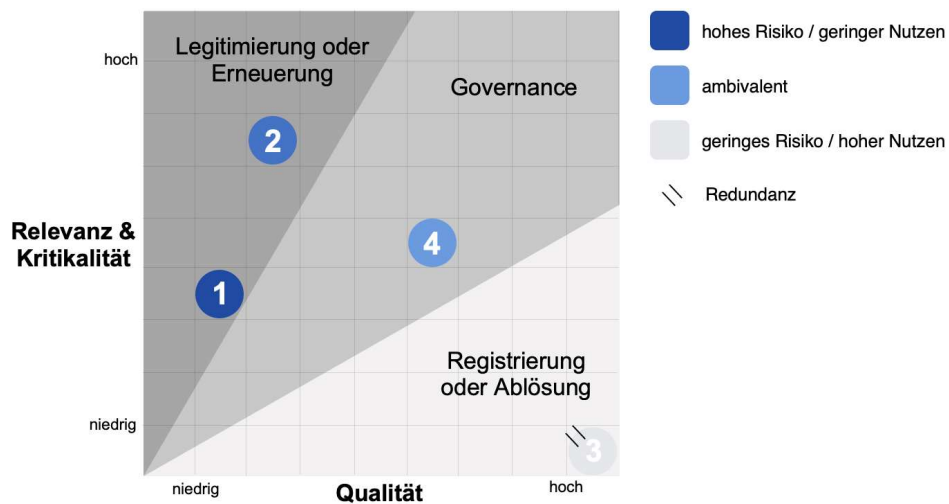 hoch
Legitimierung oder
Erneuerung
Governance
2
Relevanz &
Kritikalität
4
1
Registrierung
oder Ablösung
niedrig
3
niedrig
Qualität
hoch
hohes Risiko / geringer Nutzen
ambivalent
geringes Risiko / hoher Nutzen
Redundanz